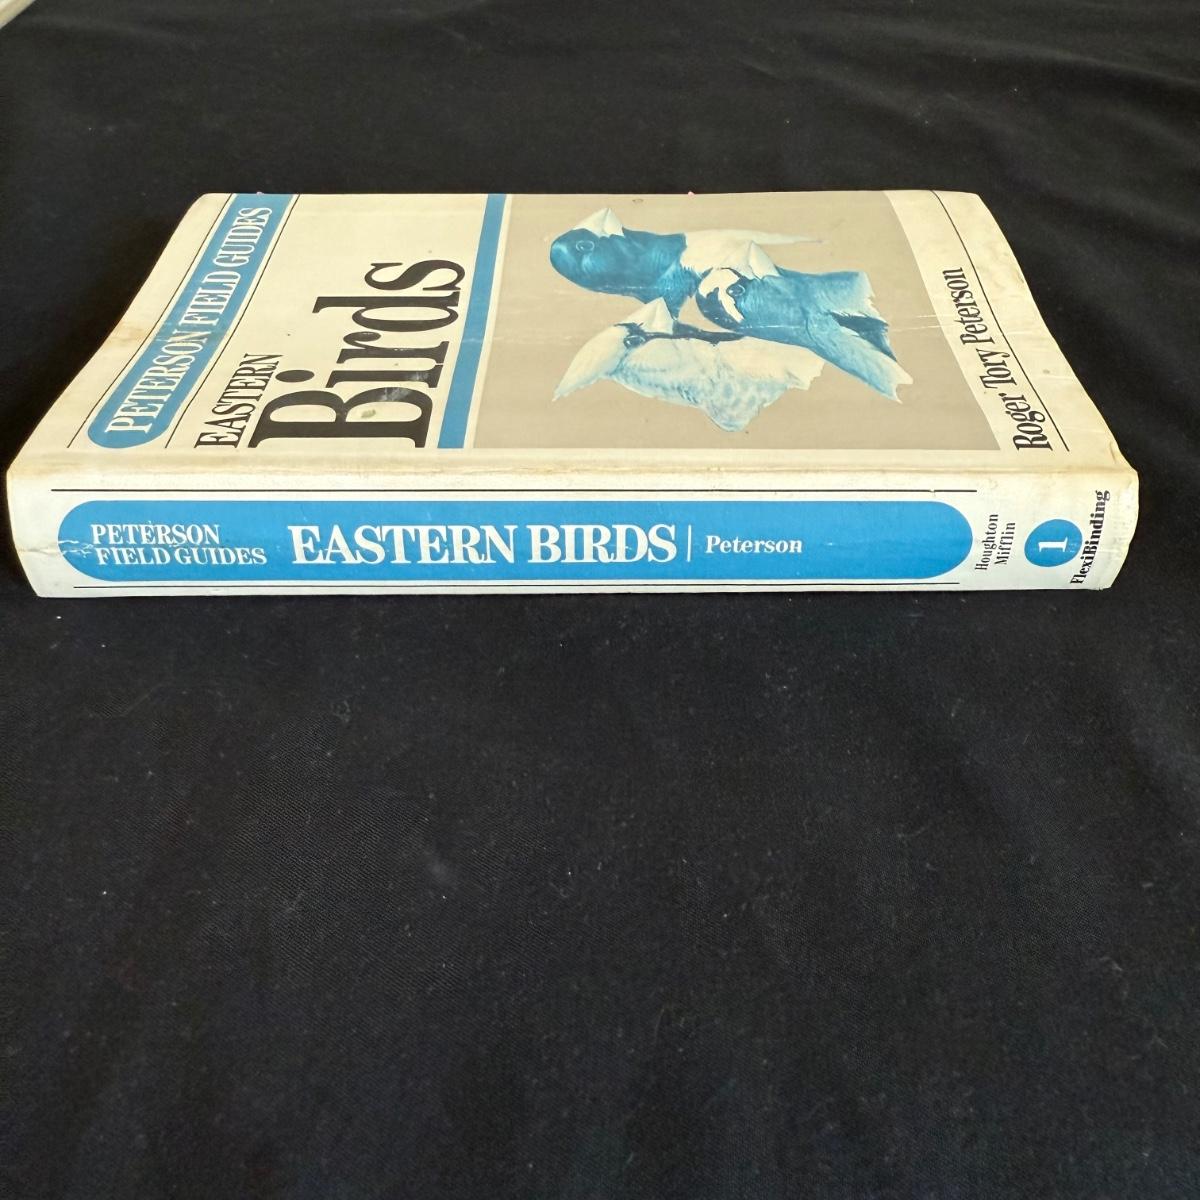 PETERSON FIELD GUIDES
EASTERN
Birds
Roger Tory Peterson
PETERSON
FIELD GUIDES
EASTERN BIRDS
Peterson
Houghton
Mifflin
1
FlexiBinding